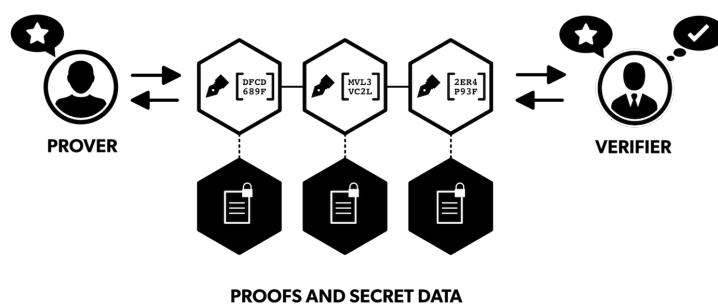 DFCD
689F
MVL3
VC2L
2ER4
P93F
PROVER
VERIFIER
PROOFS AND SECRET DATA